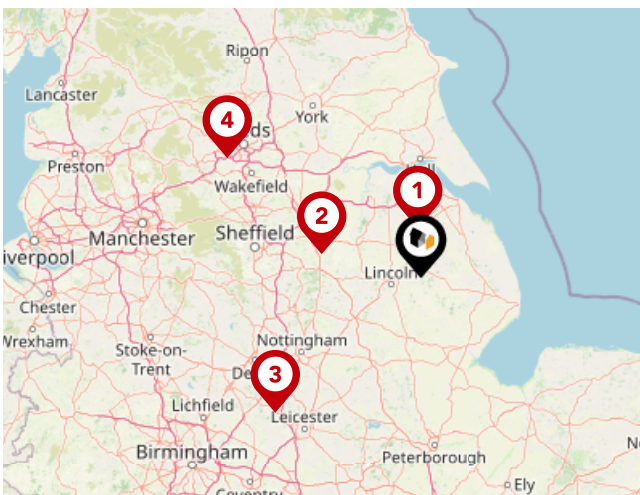 Ripon
Lancaster
York
4
ds
Preston
Wakefield
1
2
Manchester
Sheffield
iverpool
Lincoln
Chester
Wrexham
Nottingham
Stoke-on-
Trent
De
3
Lichfield
Leicester
Birmingham
Peterborough
Coventry
Ely